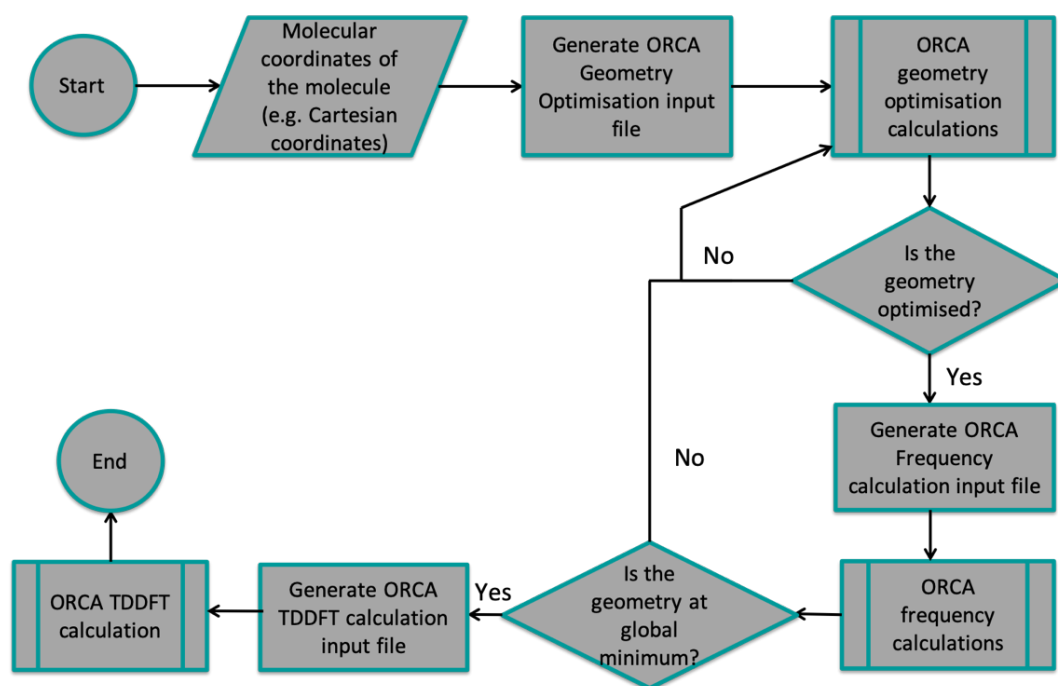 Start
Molecular
coordinates of
the molecule
(e.g. Cartesian
coordinates)
Generate ORCA
Geometry
Optimisation input
file
ORCA
geometry
optimisation
calculations
Is the
geometry
optimised?
No
Yes
Generate ORCA
Frequency
calculation input file
ORCA
frequency
calculations
Is the
geometry at
global
minimum?
No
Yes
Generate ORCA
TDDFT calculation
input file
ORCA TDDFT
calculation
End